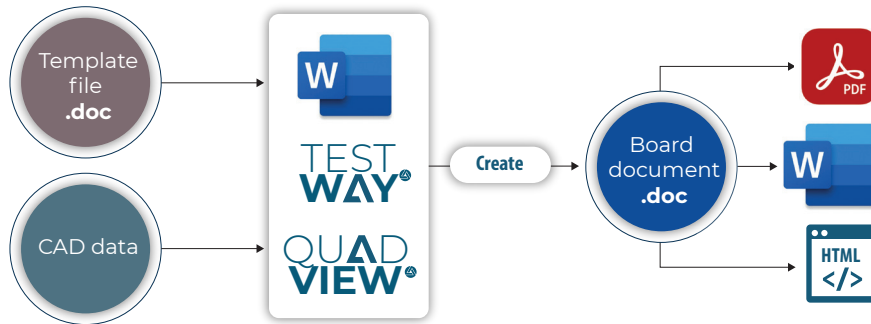 Template
file
.doc
CAD data
W
TEST
WAY
QUAD
VIEW
Create
Board
document
.doc
PDF
W
HTML
</>